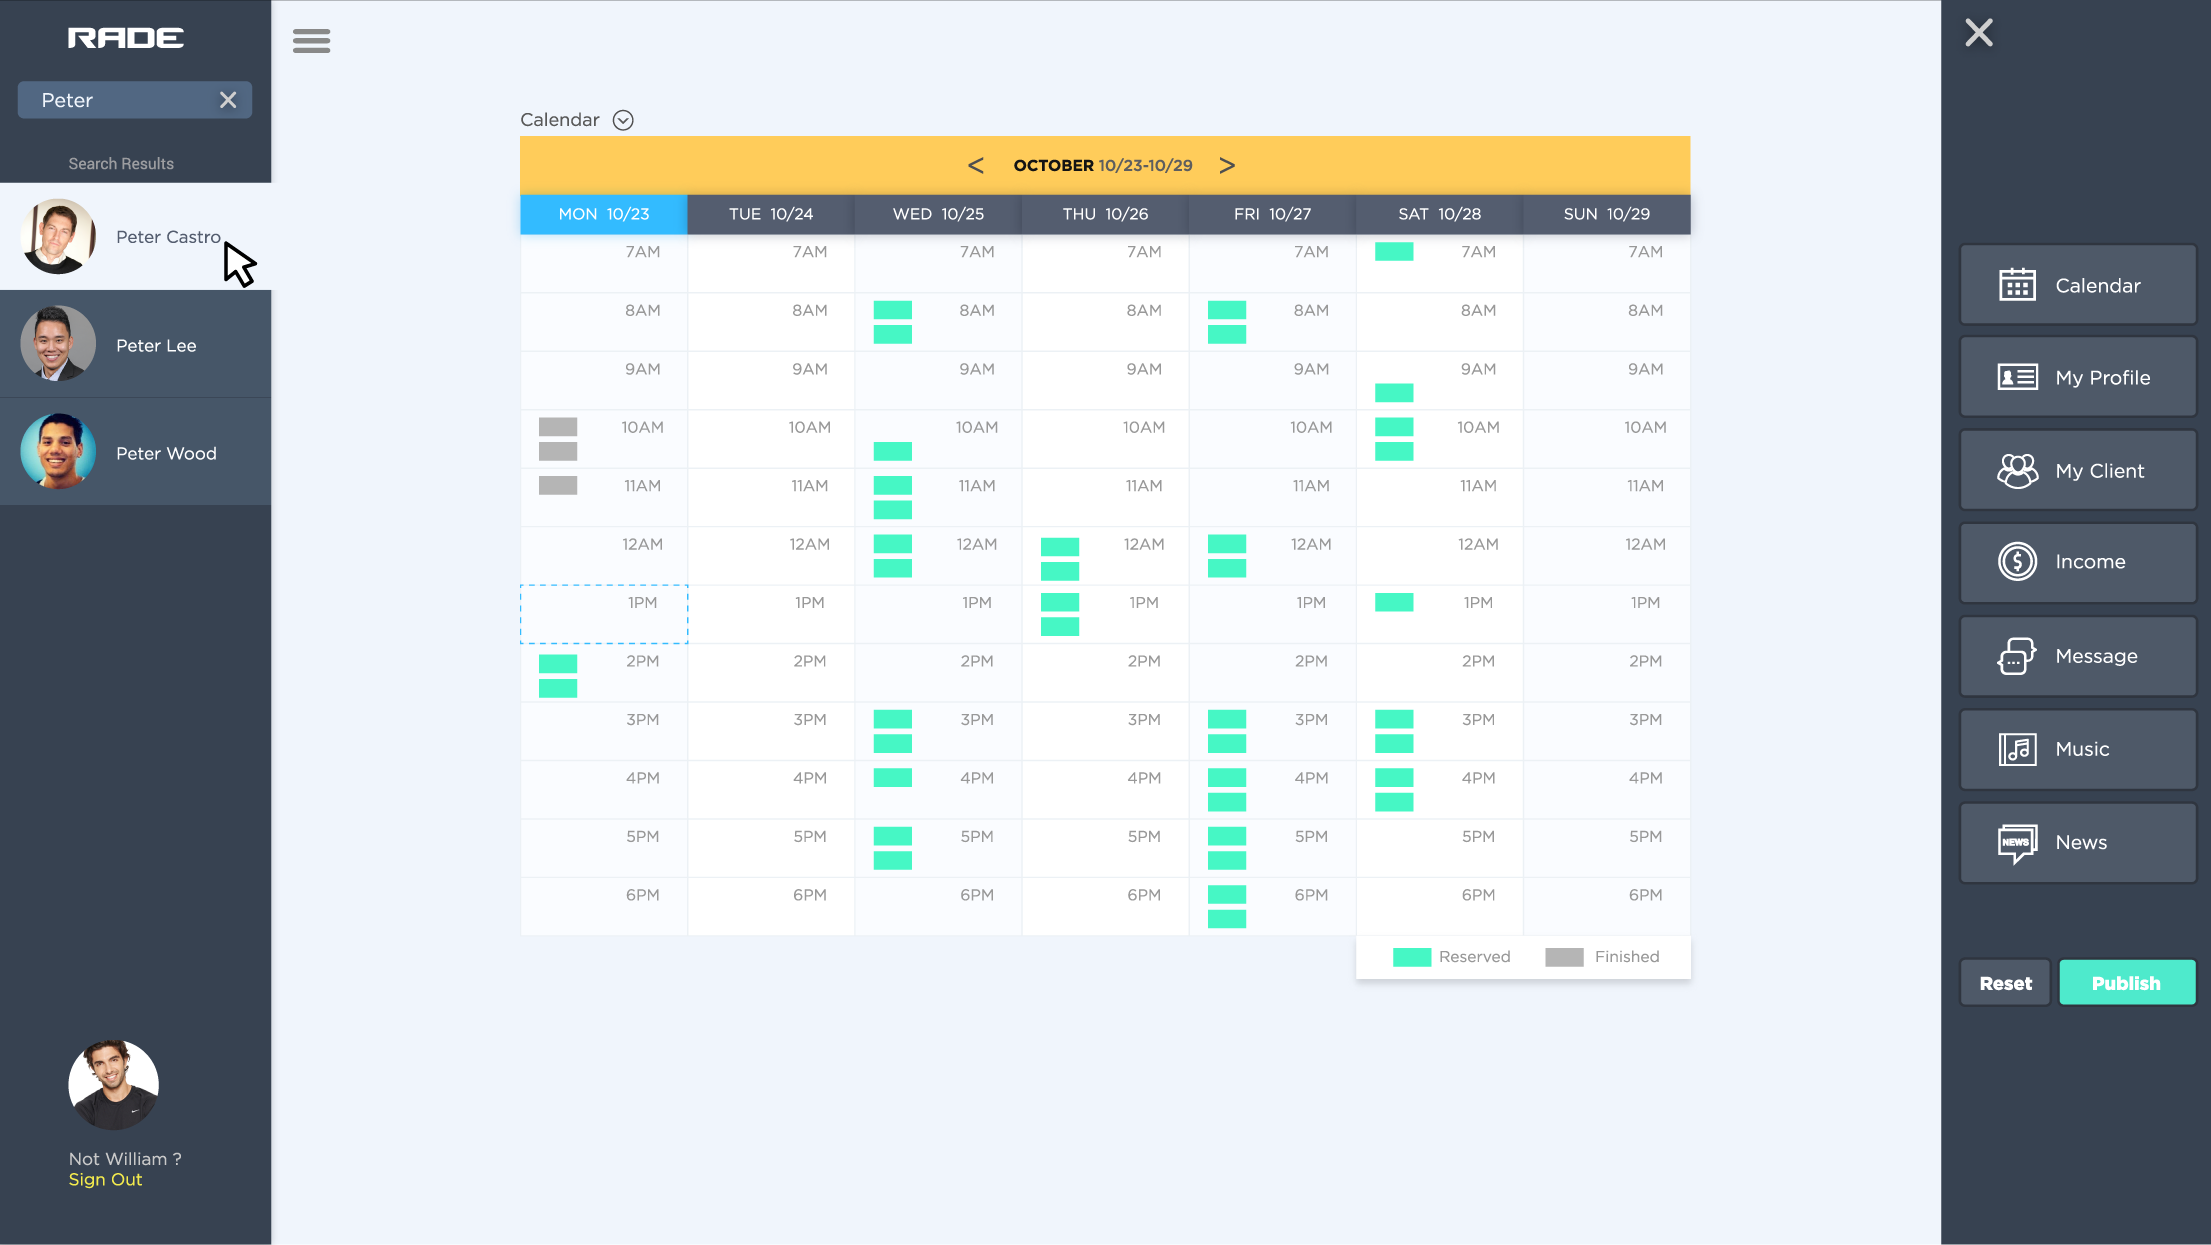 RADE
Peter
Search Results
Peter Castro
Peter Lee
Peter Wood
Not William ?
Sign Out
Calendar
< OCTOBER 10/23-10/29 >
MON 10/23 TUE 10/24 WED 10/25 THU 10/26 FRI 10/27 SAT 10/28 SUN 10/29
7AM 7AM 7AM 7AM 7AM 7AM 7AM
8AM 8AM 8AM 8AM 8AM 8AM 8AM
9AM 9AM 9AM 9AM 9AM 9AM 9AM
10AM 10AM 10AM 10AM 10AM 10AM 10AM
11AM 11AM 11AM 11AM 11AM 11AM 11AM
12AM 12AM 12AM 12AM 12AM 12AM 12AM
1PM 1PM 1PM 1PM 1PM 1PM 1PM
2PM 2PM 2PM 2PM 2PM 2PM 2PM
3PM 3PM 3PM 3PM 3PM 3PM 3PM
4PM 4PM 4PM 4PM 4PM 4PM 4PM
5PM 5PM 5PM 5PM 5PM 5PM 5PM
6PM 6PM 6PM 6PM 6PM 6PM 6PM
Reserved Finished
Calendar
My Profile
My Client
Income
Message
Music
NEWS News
Reset Publish